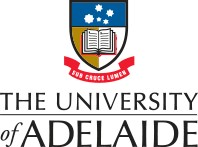 SUB CRUCE LUMEN
THE UNIVERSITY
of ADELAIDE